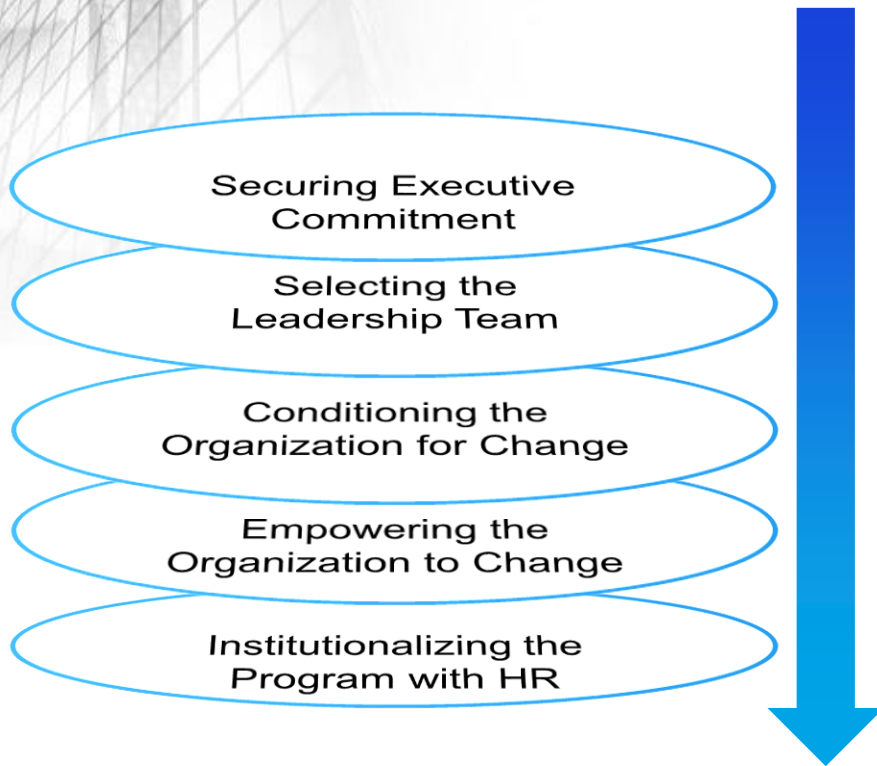 Securing Executive
Commitment
Selecting the
Leadership Team
Conditioning the
Organization for Change
Empowering the
Organization to Change
Institutionalizing the
Program with HR